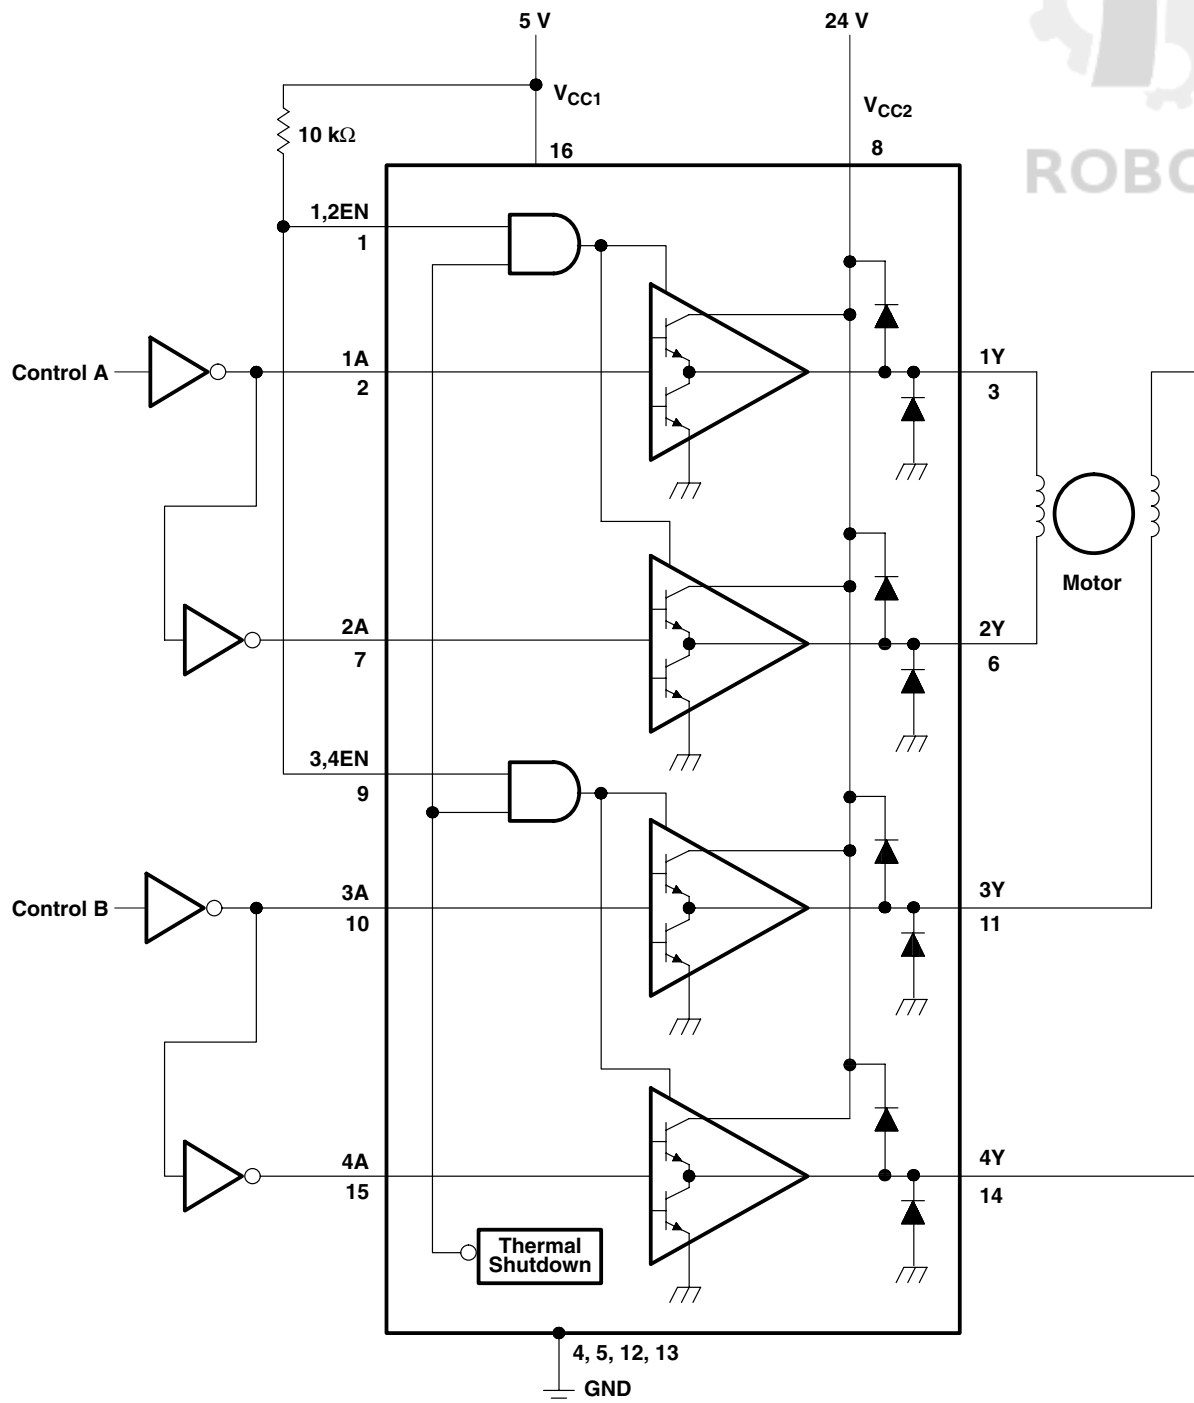 5 V
24 V
VCC1
VCC2
10 kΩ
16
8
ROBO
1,2EN
1
Control A
1A
2
1Y
3
Motor
2A
7
2Y
6
3,4EN
9
Control B
3A
10
3Y
11
4A
15
4Y
14
Thermal
Shutdown
4, 5, 12, 13
GND